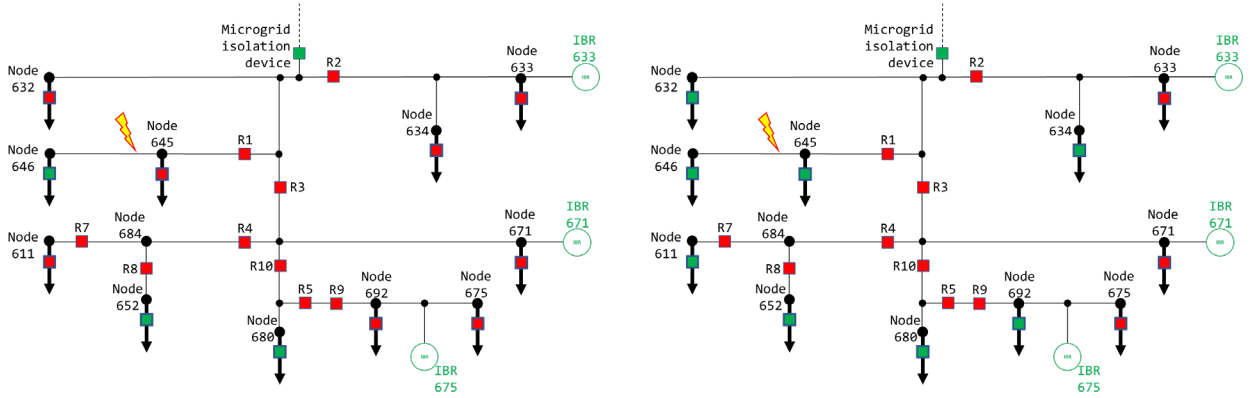 Microgrid
isolation
device
R2
Node
633
IBR
633
IBR
Node
632
Node
634
Node
645
R1
Node
646
R3
Node
611
R7
Node
684
R4
Node
671
IBR
671
IBR
R8
R10
Node
652
R5
R9
Node
692
Node
675
Node
680
IBR
IBR
675
Microgrid
isolation
device
R2
Node
633
IBR
633
IBR
Node
632
Node
634
Node
645
R1
Node
646
R3
Node
611
R7
Node
684
R4
Node
671
IBR
671
IBR
R8
R10
Node
652
R5
R9
Node
692
Node
675
Node
680
IBR
IBR
675